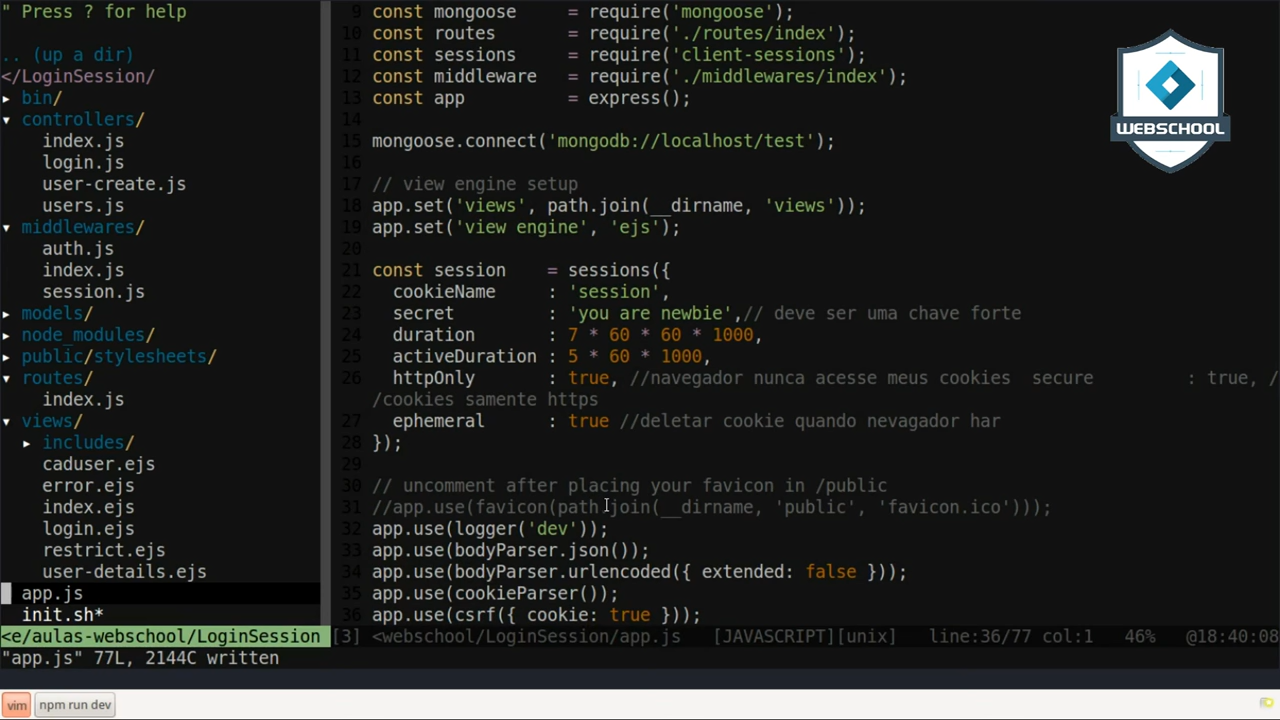 " Press ? for help
.. (up a dir)
</LoginSession/
▸ bin/
▾ controllers/
index.js
login.js
user-create.js
users.js
▾ middlewares/
auth.js
index.js
session.js
▸ models/
▸ node_modules/
▸ public/stylesheets/
▾ routes/
index.js
▾ views/
▸ includes/
caduser.ejs
error.ejs
index.ejs
login.ejs
restrict.ejs
user-details.ejs
app.js
init.sh*
<e/aulas-webschool/LoginSession
9 const mongoose = require('mongoose');
10 const routes = require('./routes/index');
11 const sessions = require('client-sessions');
12 const middleware = require('./middlewares/index');
13 const app = express();
14
15 mongoose.connect('mongodb://localhost/test');
16
17 // view engine setup
18 app.set('views', path.join(__dirname, 'views'));
19 app.set('view engine', 'ejs');
20
21 const session = sessions({
22 cookieName : 'session',
23 secret : 'you are newbie',// deve ser uma chave forte
24 duration : 7 * 60 * 60 * 1000,
25 activeDuration : 5 * 60 * 1000,
26 httpOnly : true, //navegador nunca acesse meus cookies secure : true, /
/cookies samente https
27 ephemeral : true //deletar cookie quando nevagador har
28 });
29
30 // uncomment after placing your favicon in /public
31 //app.use(favicon(path.join(__dirname, 'public', 'favicon.ico')));
32 app.use(logger('dev'));
33 app.use(bodyParser.json());
34 app.use(bodyParser.urlencoded({ extended: false }));
35 app.use(cookieParser());
36 app.use(csrf({ cookie: true }));
[3] <webschool/LoginSession/app.js [JAVASCRIPT][unix] line:36/77 col:1 46% @18:40:08
"app.js" 77L, 2144C written
WEBSCHOOL
vim
npm run dev